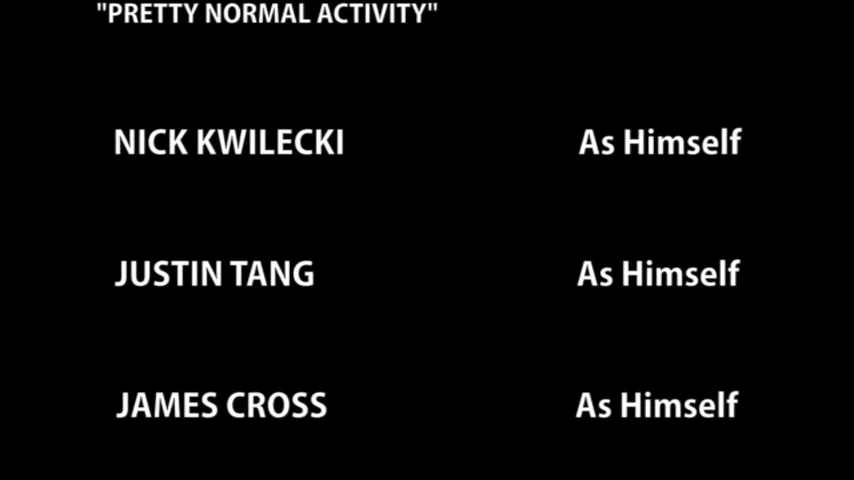 "PRETTY NORMAL ACTIVITY"
NICK KWILECKI As Himself
JUSTIN TANG As Himself
JAMES CROSS As Himself